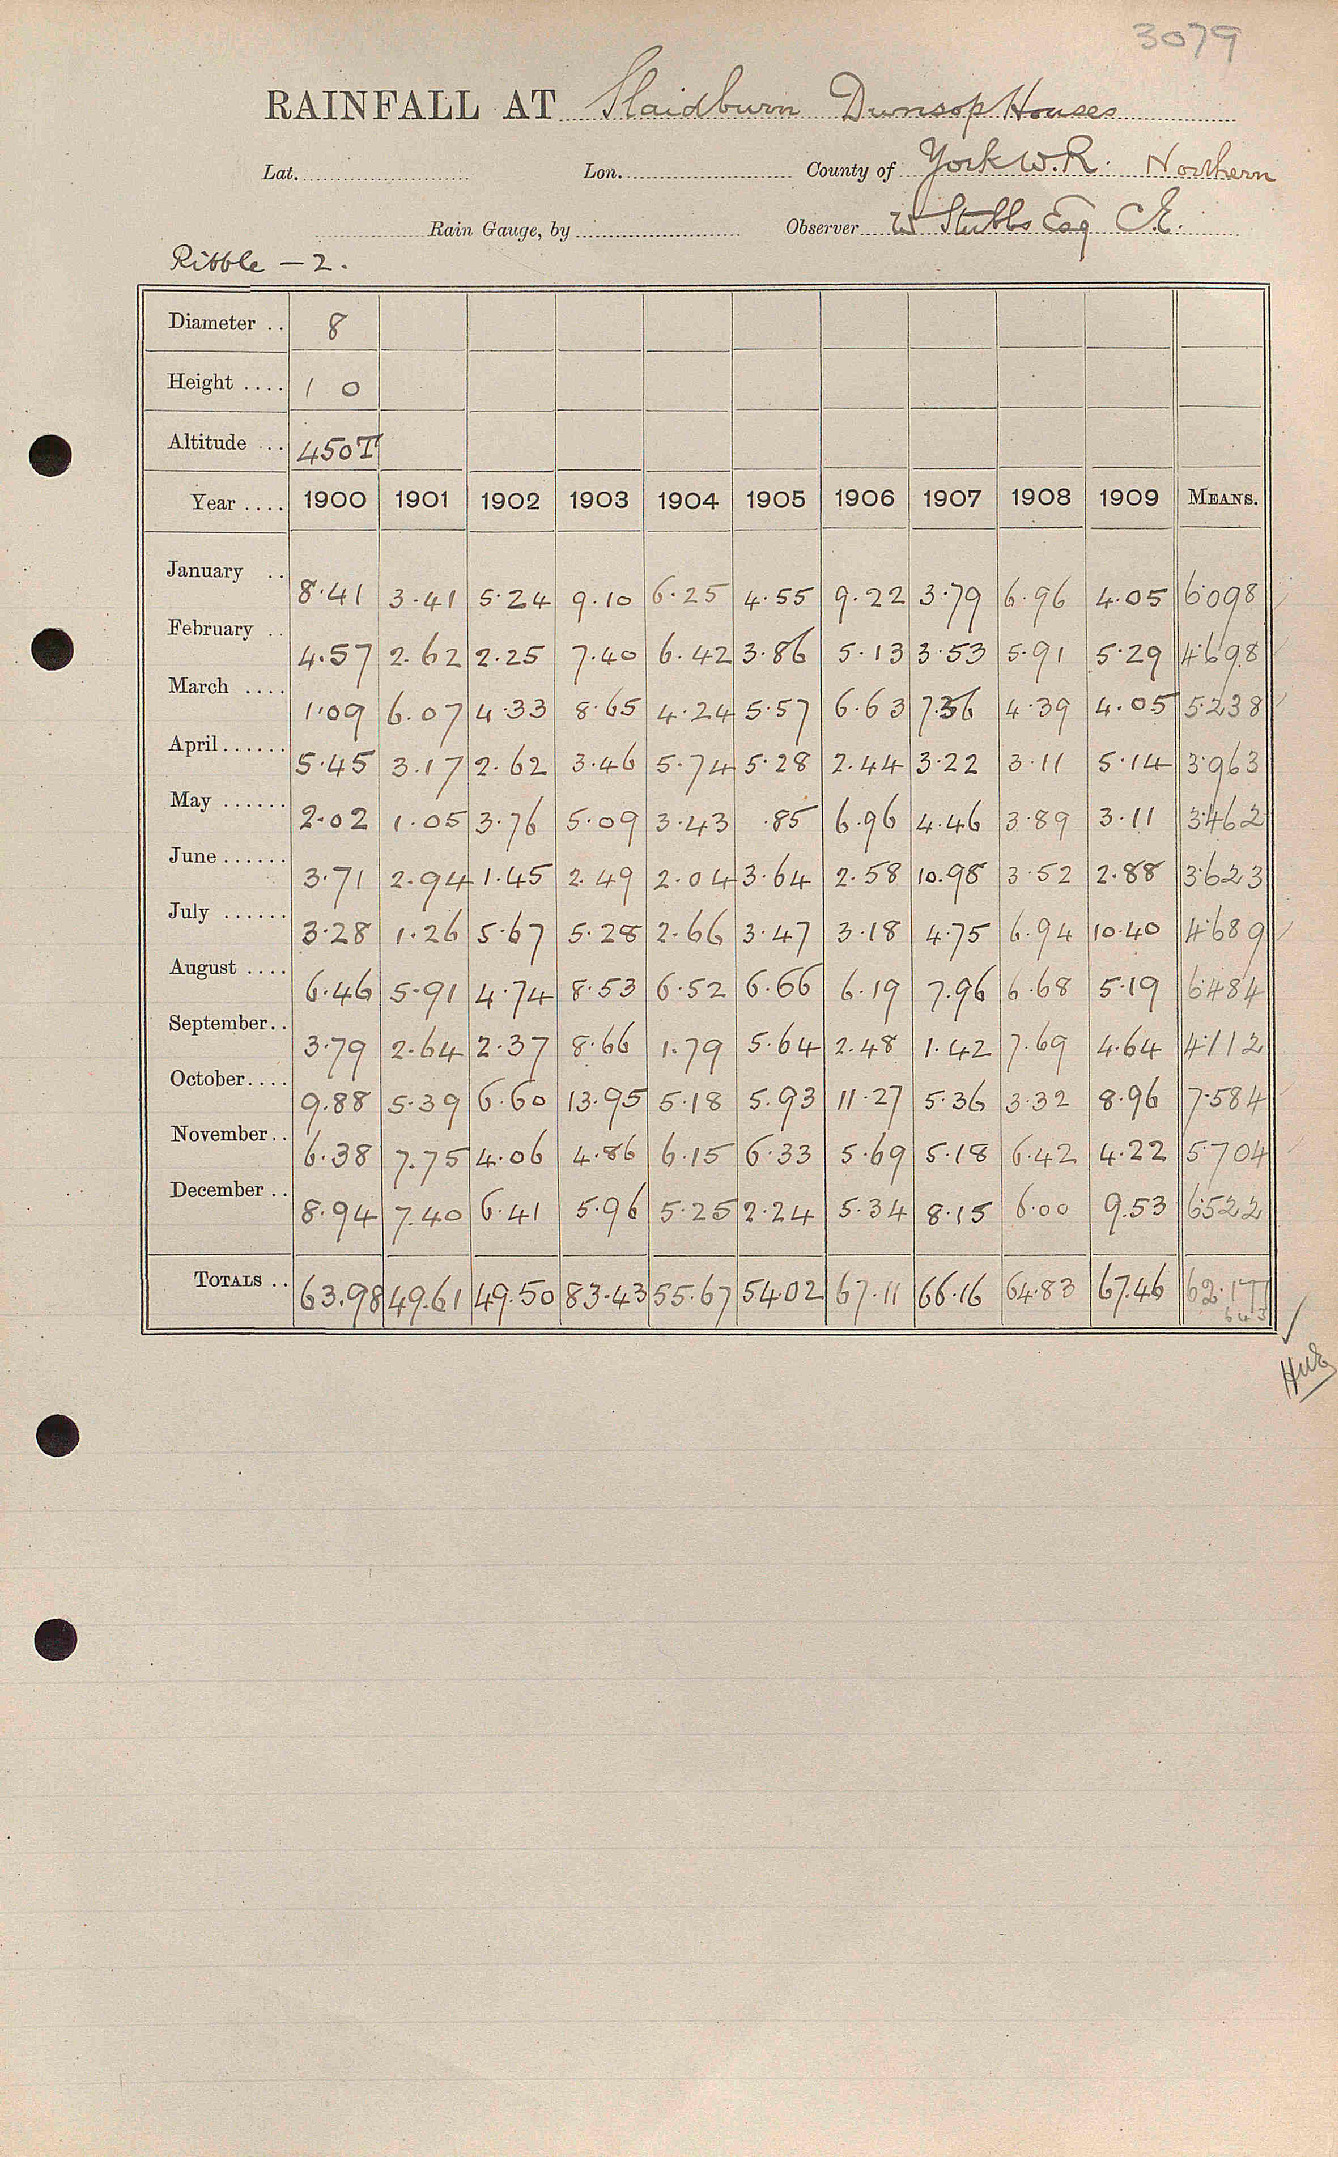 3079
RAINFALL AT Slaidburn Dunsop Houses
Lat. Lon. County of York W.R. Northern
Rain Gauge, by Observer W Stubbs Esq C.E.
Ribble - 2.
Diameter .. 8
Height .... 1 0
Altitude ... 450T
Year .... 1900 1901 1902 1903 1904 1905 1906 1907 1908 1909 MEANS.
January .. 8.41 3.41 5.24 9.10 6.25 4.55 9.22 3.79 6.96 4.05 6.098
February .. 4.57 2.62 2.25 7.40 6.42 3.86 5.13 3.53 5.91 5.29 4.698
March .... 1.09 6.07 4.33 8.65 4.24 5.57 6.63 7.36 4.39 4.05 5.238
April...... 5.45 3.17 2.62 3.46 5.74 5.28 2.44 3.22 3.11 5.14 3.963
May ...... 2.02 1.05 3.76 5.09 3.43 .85 6.96 4.46 3.89 3.11 3.462
June...... 3.71 2.94 1.45 2.49 2.04 3.64 2.58 10.98 3.52 2.88 3.623
July ...... 3.28 1.26 5.67 5.28 2.66 3.47 3.18 4.75 6.94 10.40 4.689
August .... 6.46 5.91 4.74 8.53 6.52 6.66 6.19 7.96 6.68 5.19 6.484
September.. 3.79 2.64 2.37 8.66 1.79 5.64 2.48 1.42 7.69 4.64 4.112
October.... 9.88 5.39 6.60 13.95 5.18 5.93 11.27 5.36 3.32 8.96 7.584
November.. 6.38 7.75 4.06 4.86 6.15 6.33 5.69 5.18 6.42 4.22 5.704
December .. 8.94 7.40 6.41 5.96 5.25 2.24 5.34 8.15 6.00 9.53 6.522
TOTALS .. 63.98 49.61 49.50 83.43 55.67 54.02 67.11 66.16 64.83 67.46 62.177